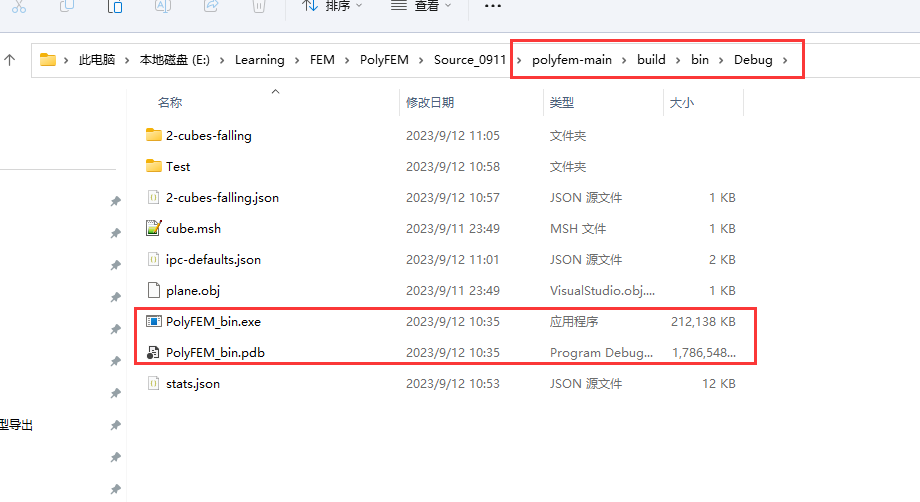 排序 查看 ...
此电脑 > 本地磁盘 (E:) > Learning > FEM > PolyFEM > Source_0911 > polyfem-main > build > bin > Debug >
名称 修改日期 类型 大小
2-cubes-falling 2023/9/12 11:05 文件夹
Test 2023/9/12 10:58 文件夹
2-cubes-falling.json 2023/9/12 10:57 JSON 源文件 1 KB
cube.msh 2023/9/11 23:49 MSH 文件 1 KB
ipc-defaults.json 2023/9/12 11:01 JSON 源文件 2 KB
plane.obj 2023/9/11 23:49 VisualStudio.obj.... 1 KB
PolyFEM_bin.exe 2023/9/12 10:35 应用程序 212,138 KB
PolyFEM_bin.pdb 2023/9/12 10:35 Program Debug... 1,786,548...
stats.json 2023/9/12 10:53 JSON 源文件 12 KB
型导出